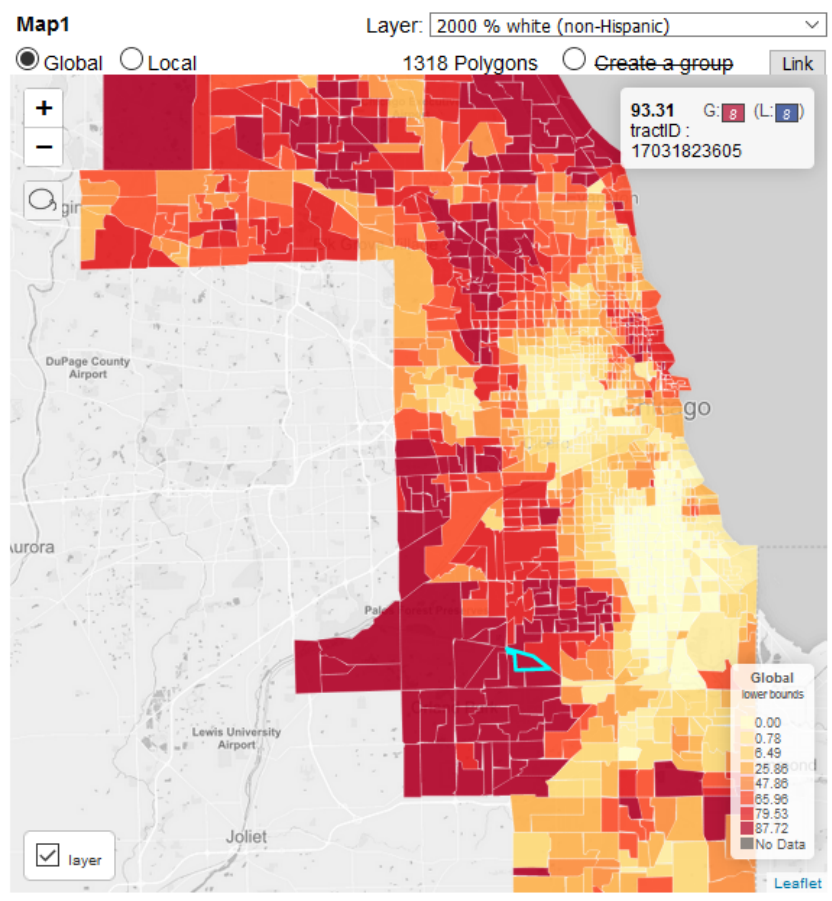 Map1
Layer: 2000 % white (non-Hispanic)
Global Local 1318 Polygons Create a group Link
+
−
93.31 G: 8 (L: 8)
tractID :
17031823605
DuPage County
Airport
Lewis University
Airport
Joliet
Global
lower bounds
0.00
0.78
6.49
25.86
47.86
65.96
79.53
87.72
No Data
layer
Leaflet